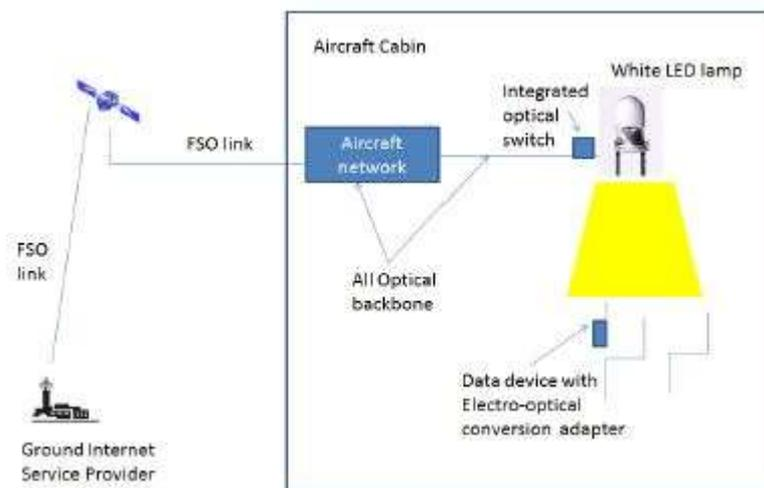 Aircraft Cabin
White LED lamp
Integrated
optical
switch
FSO link
Aircraft
network
FSO
link
All Optical
backbone
Data device with
Electro-optical
conversion adapter
Ground Internet
Service Provider